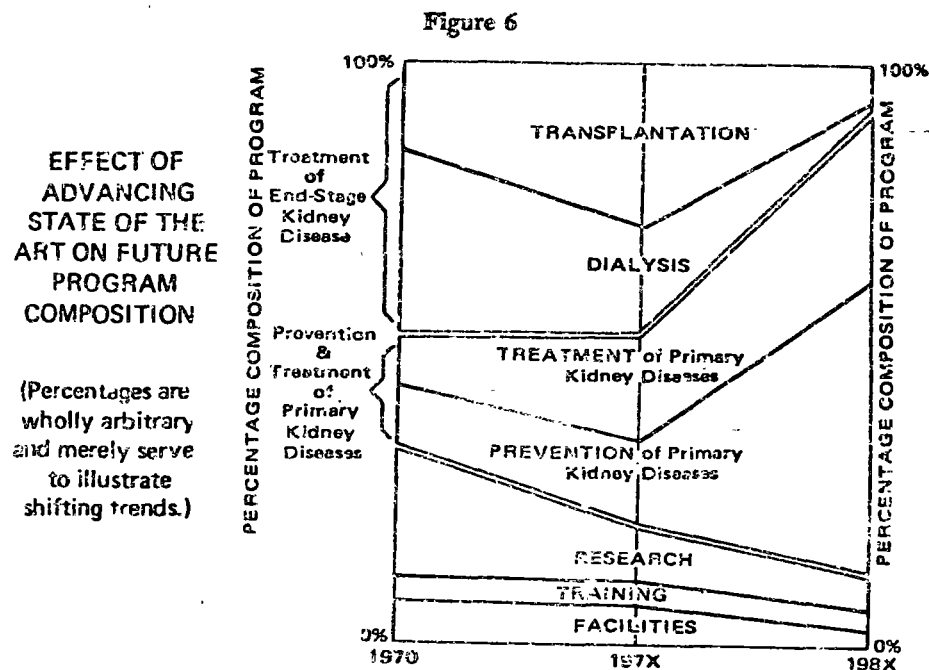 Figure 6
EFFECT OF
ADVANCING
STATE OF THE
ART ON FUTURE
PROGRAM
COMPOSITION
(Percentages are
wholly arbitrary
and merely serve
to illustrate
shifting trends.)
PERCENTAGE COMPOSITION OF PROGRAM
100%
Treatment
of
End-Stage
Kidney
Disease
Prevention
&
Treatment
of
Primary
Kidney
Diseases
0%
TRANSPLANTATION
DIALYSIS
TREATMENT of Primary
Kidney Diseases
PREVENTION of Primary
Kidney Diseases
RESEARCH
TRAINING
FACILITIES
1970
197X
198X
100%
PERCENTAGE COMPOSITION OF PROGRAM
0%